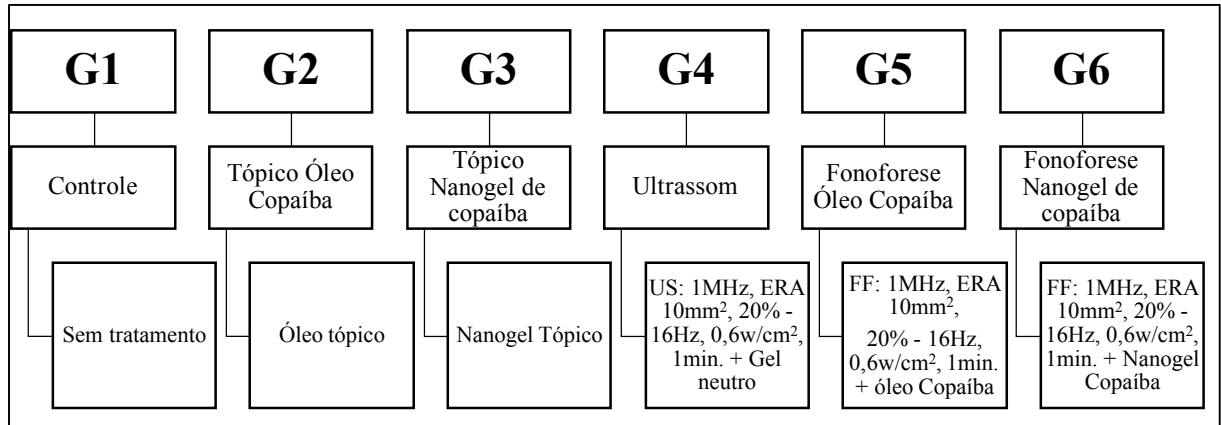 G1
G2
G3
G4
G5
G6
Controle
Tópico Óleo
Copaíba
Tópico
Nanogel de
copaíba
Ultrassom
Fonoforese
Óleo Copaíba
Fonoforese
Nanogel de
copaíba
Sem tratamento
Óleo tópico
Nanogel Tópico
US: 1MHz, ERA
10mm², 20% -
16Hz, 0,6w/cm²,
1min. + Gel
neutro
FF: 1MHz, ERA
10mm²,
20% - 16Hz,
0,6w/cm², 1min.
+ óleo Copaíba
FF: 1MHz, ERA
10mm², 20% -
16Hz, 0,6w/cm²,
1min. + Nanogel
Copaíba